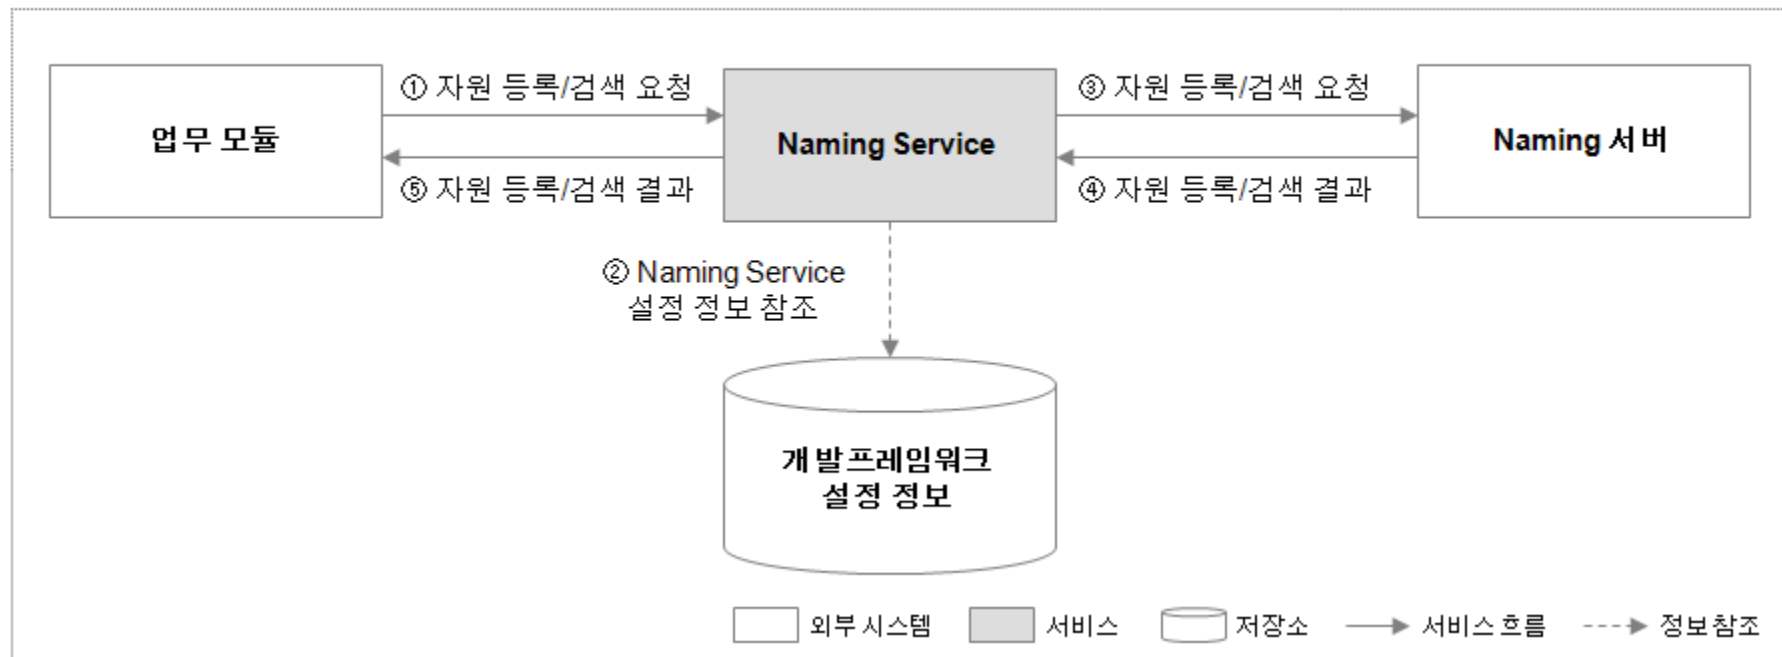 ① 자원 등록/검색 요청
③ 자원 등록/검색 요청
업무 모듈
Naming Service
Naming 서버
⑤ 자원 등록/검색 결과
④ 자원 등록/검색 결과
② Naming Service
설정 정보 참조
개발프레임워크
설정 정보
외부 시스템
서비스
저장소
서비스 흐름
정보 참조